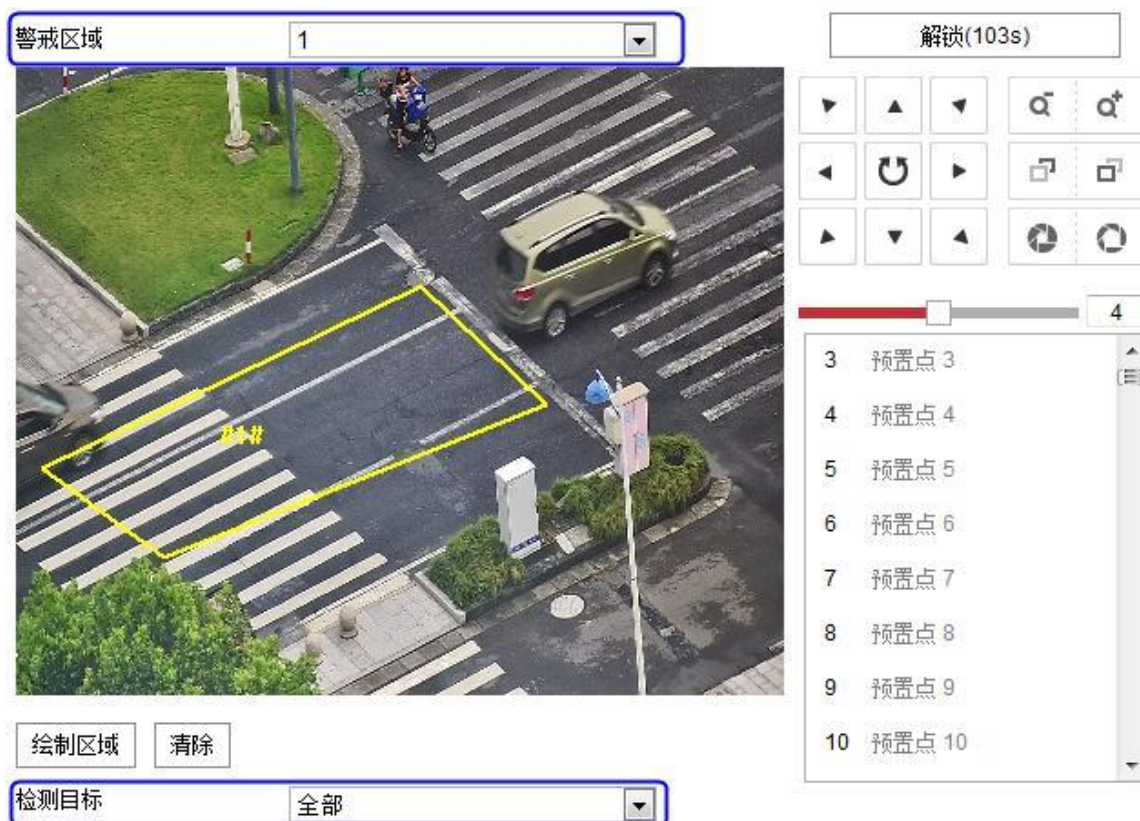 警戒区域 1
解锁(103s)
#1#
4
3 预置点 3
4 预置点 4
5 预置点 5
6 预置点 6
7 预置点 7
8 预置点 8
9 预置点 9
10 预置点 10
绘制区域 清除
检测目标 全部